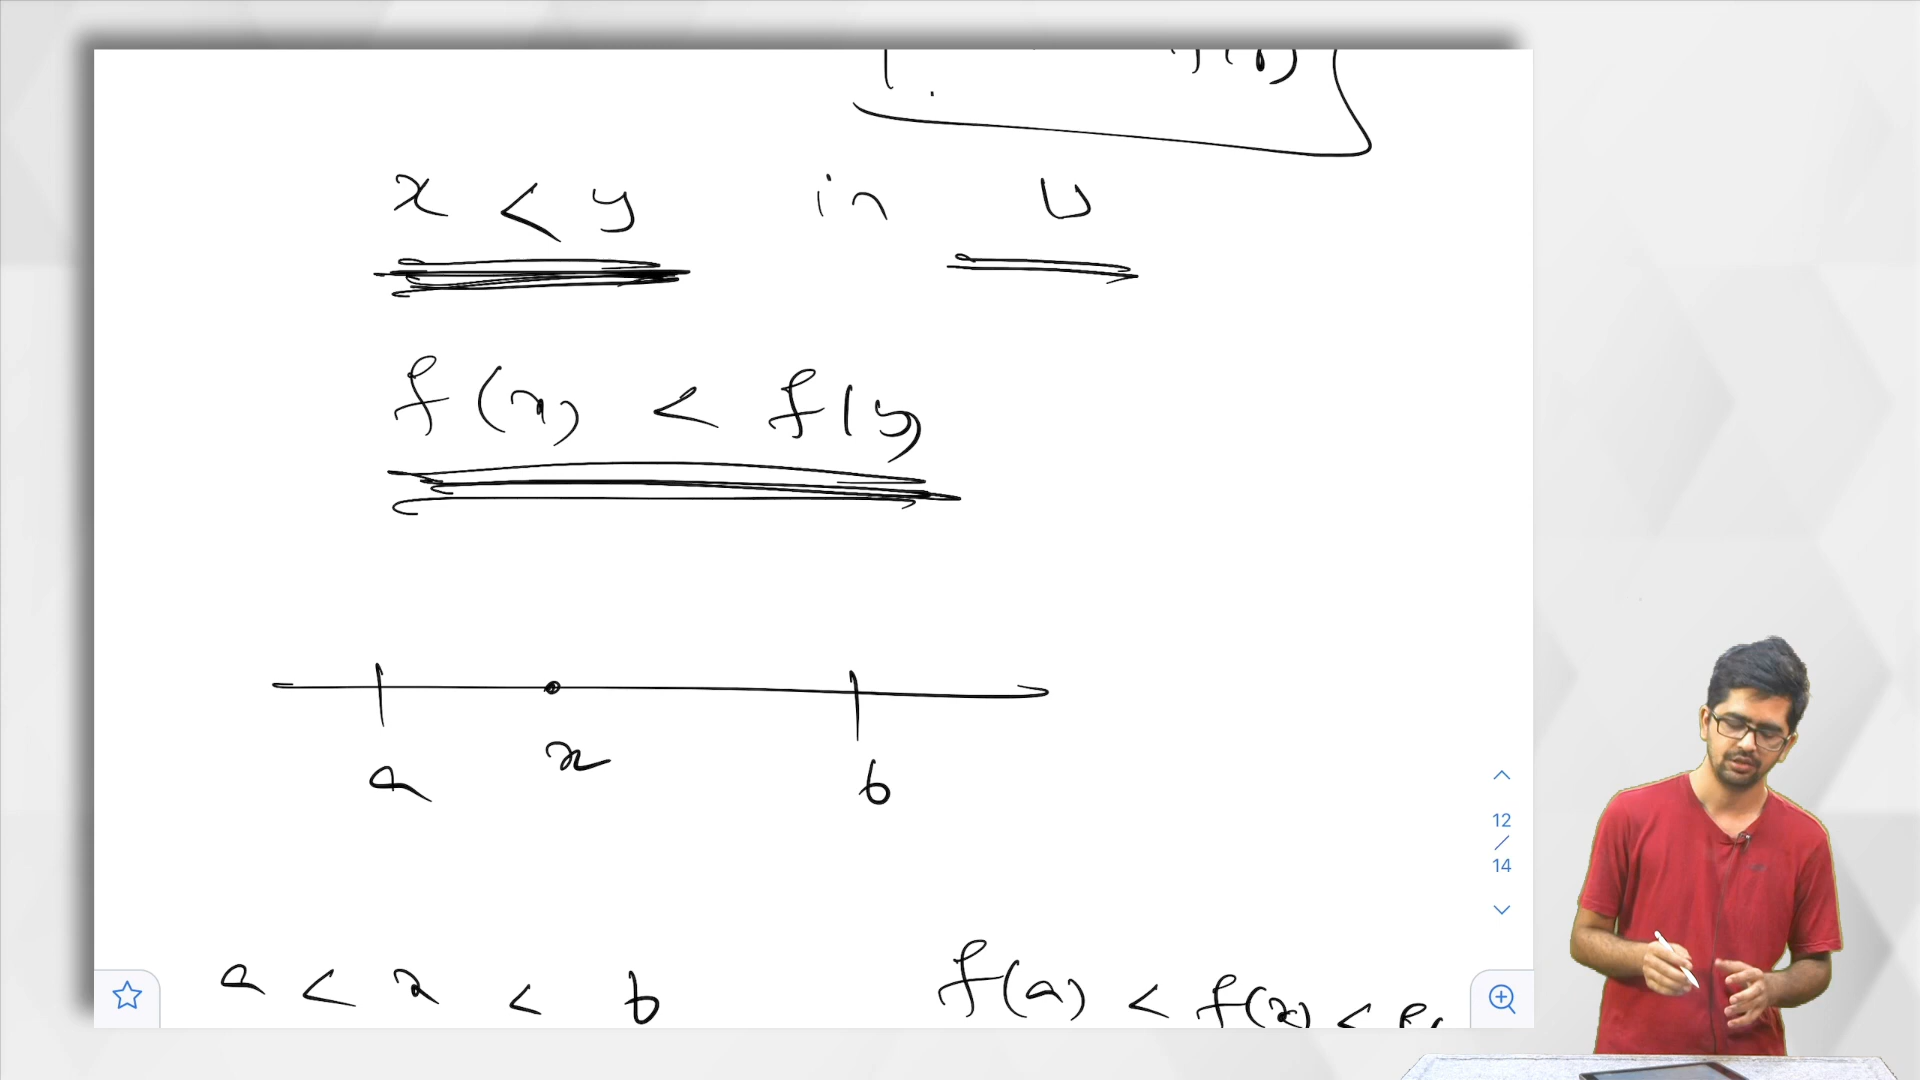 x < y in U
f(x) < f(y)
a x b
12
/
14
a < x < b f(a) < f(x) <